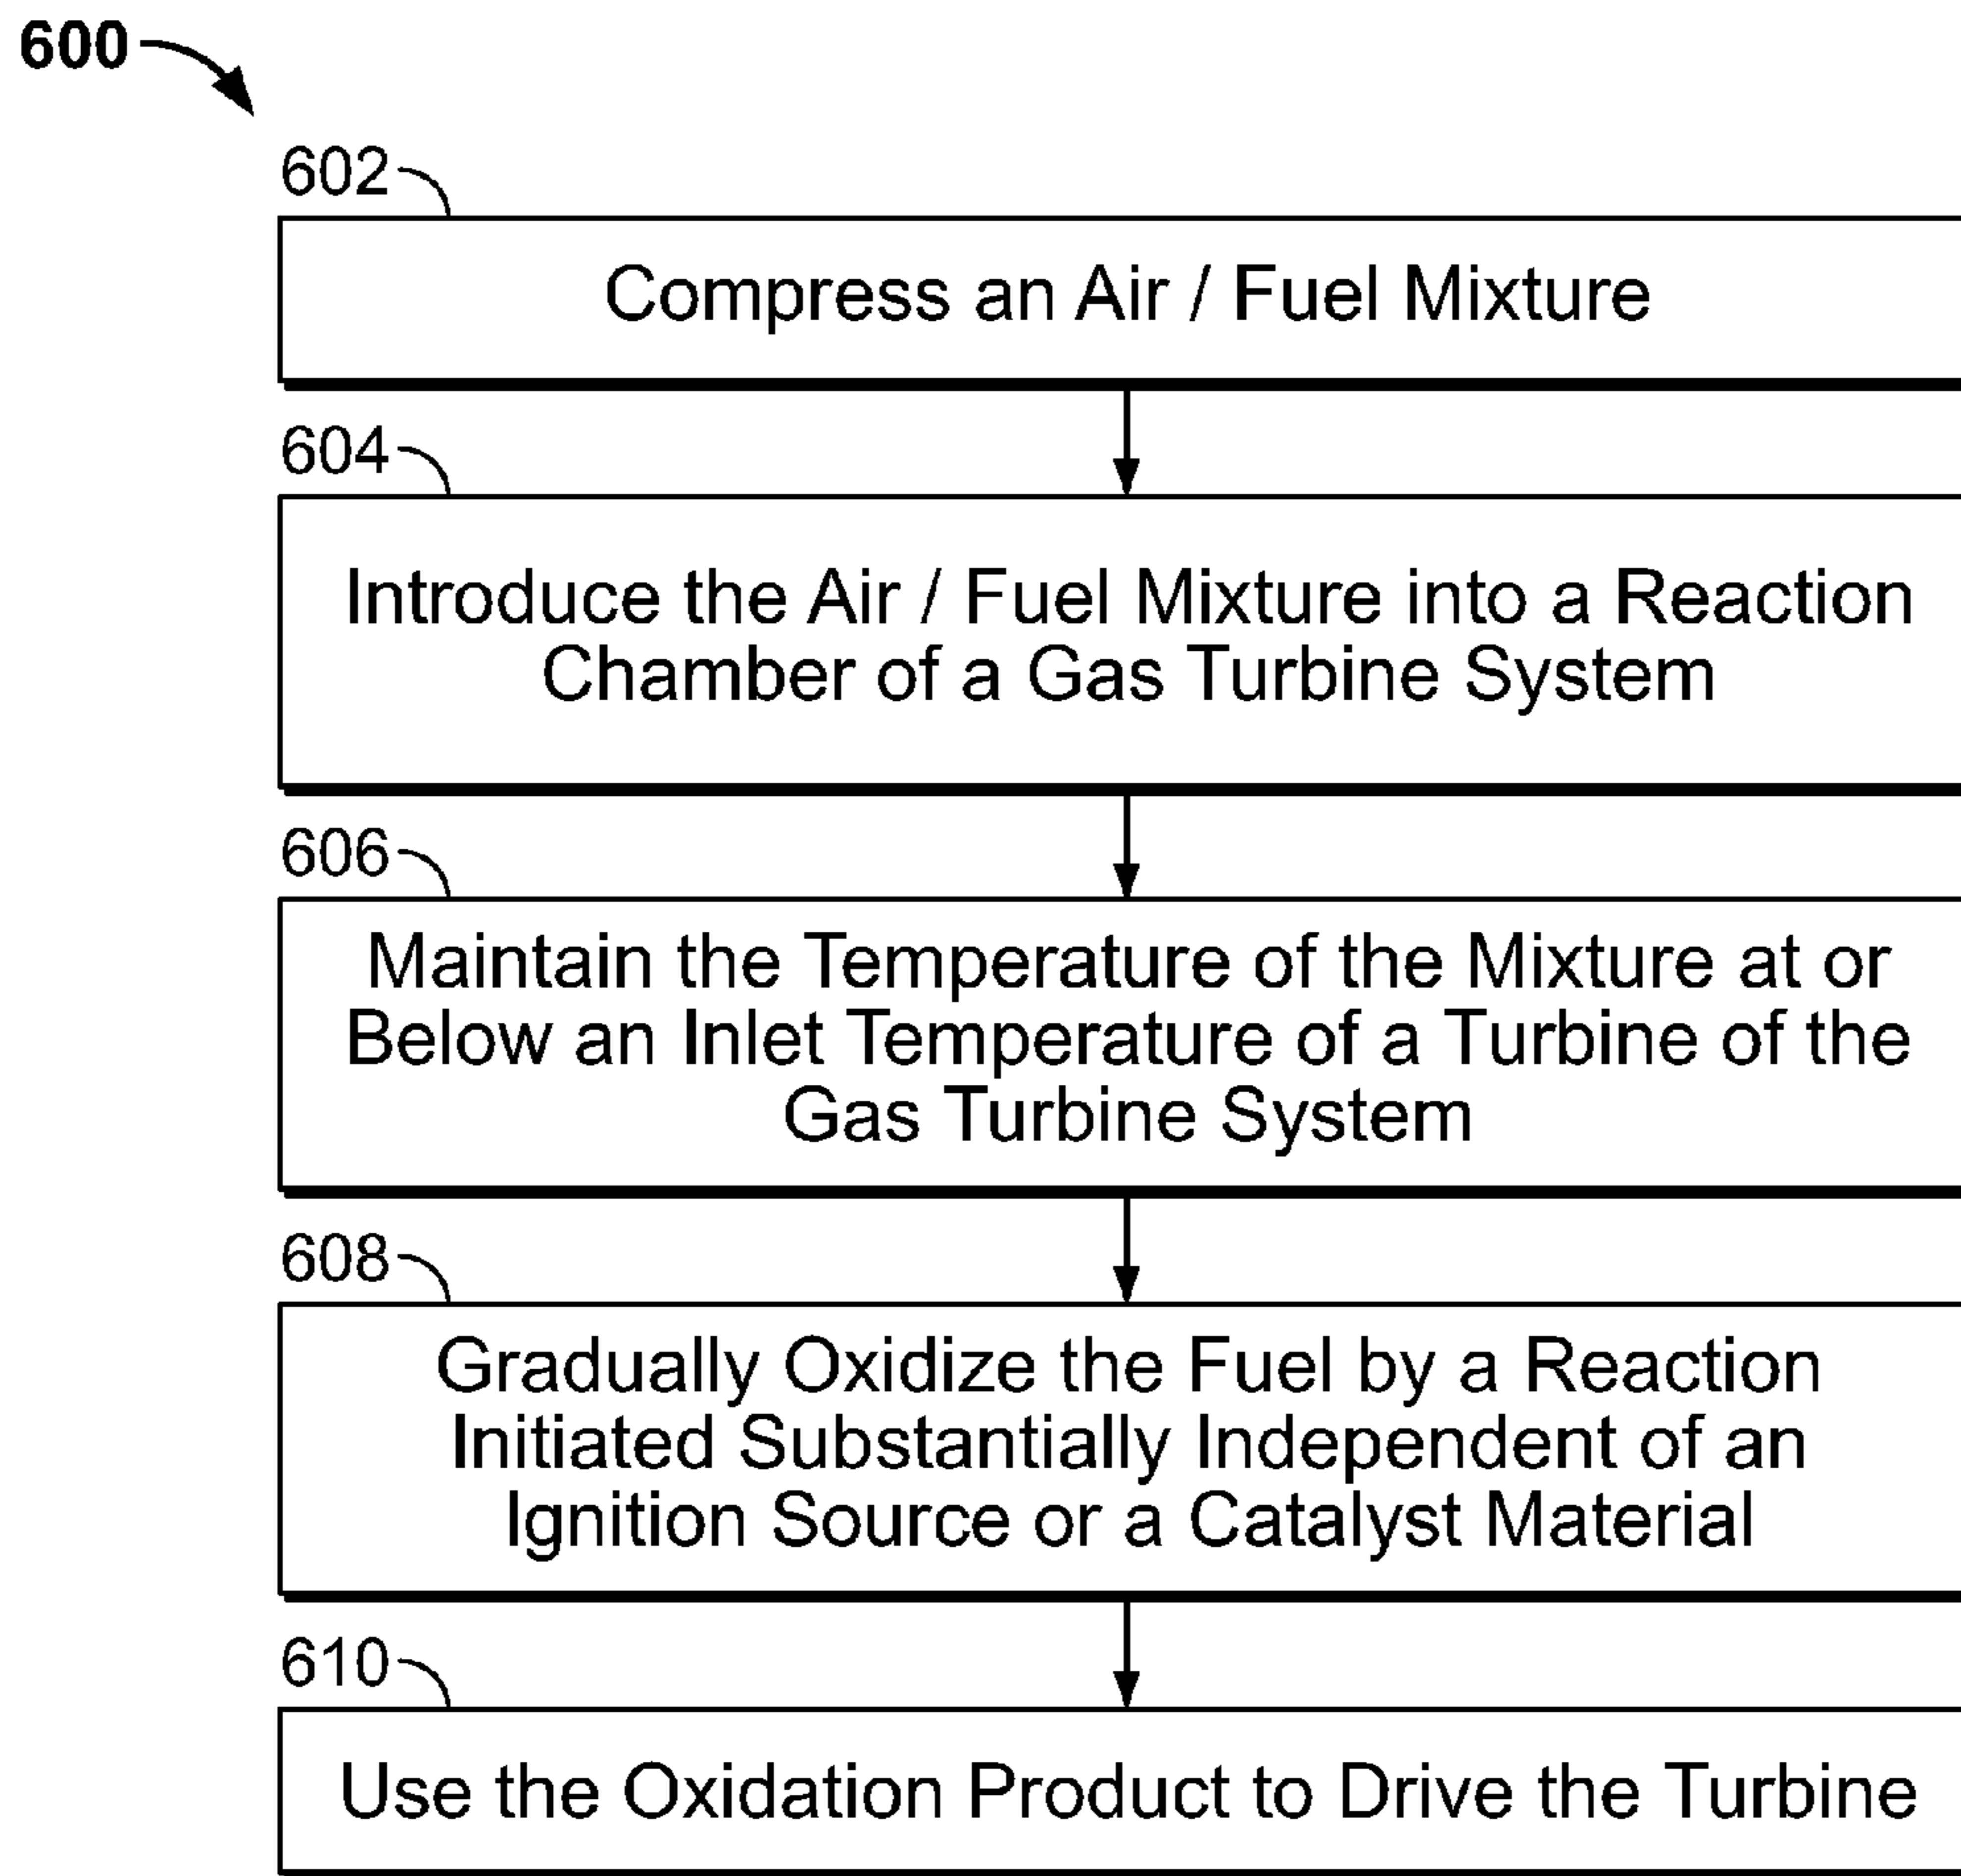 600
602
Compress an Air / Fuel Mixture
604
Introduce the Air / Fuel Mixture into a Reaction
Chamber of a Gas Turbine System
606
Maintain the Temperature of the Mixture at or
Below an Inlet Temperature of a Turbine of the
Gas Turbine System
608
Gradually Oxidize the Fuel by a Reaction
Initiated Substantially Independent of an
Ignition Source or a Catalyst Material
610
Use the Oxidation Product to Drive the Turbine